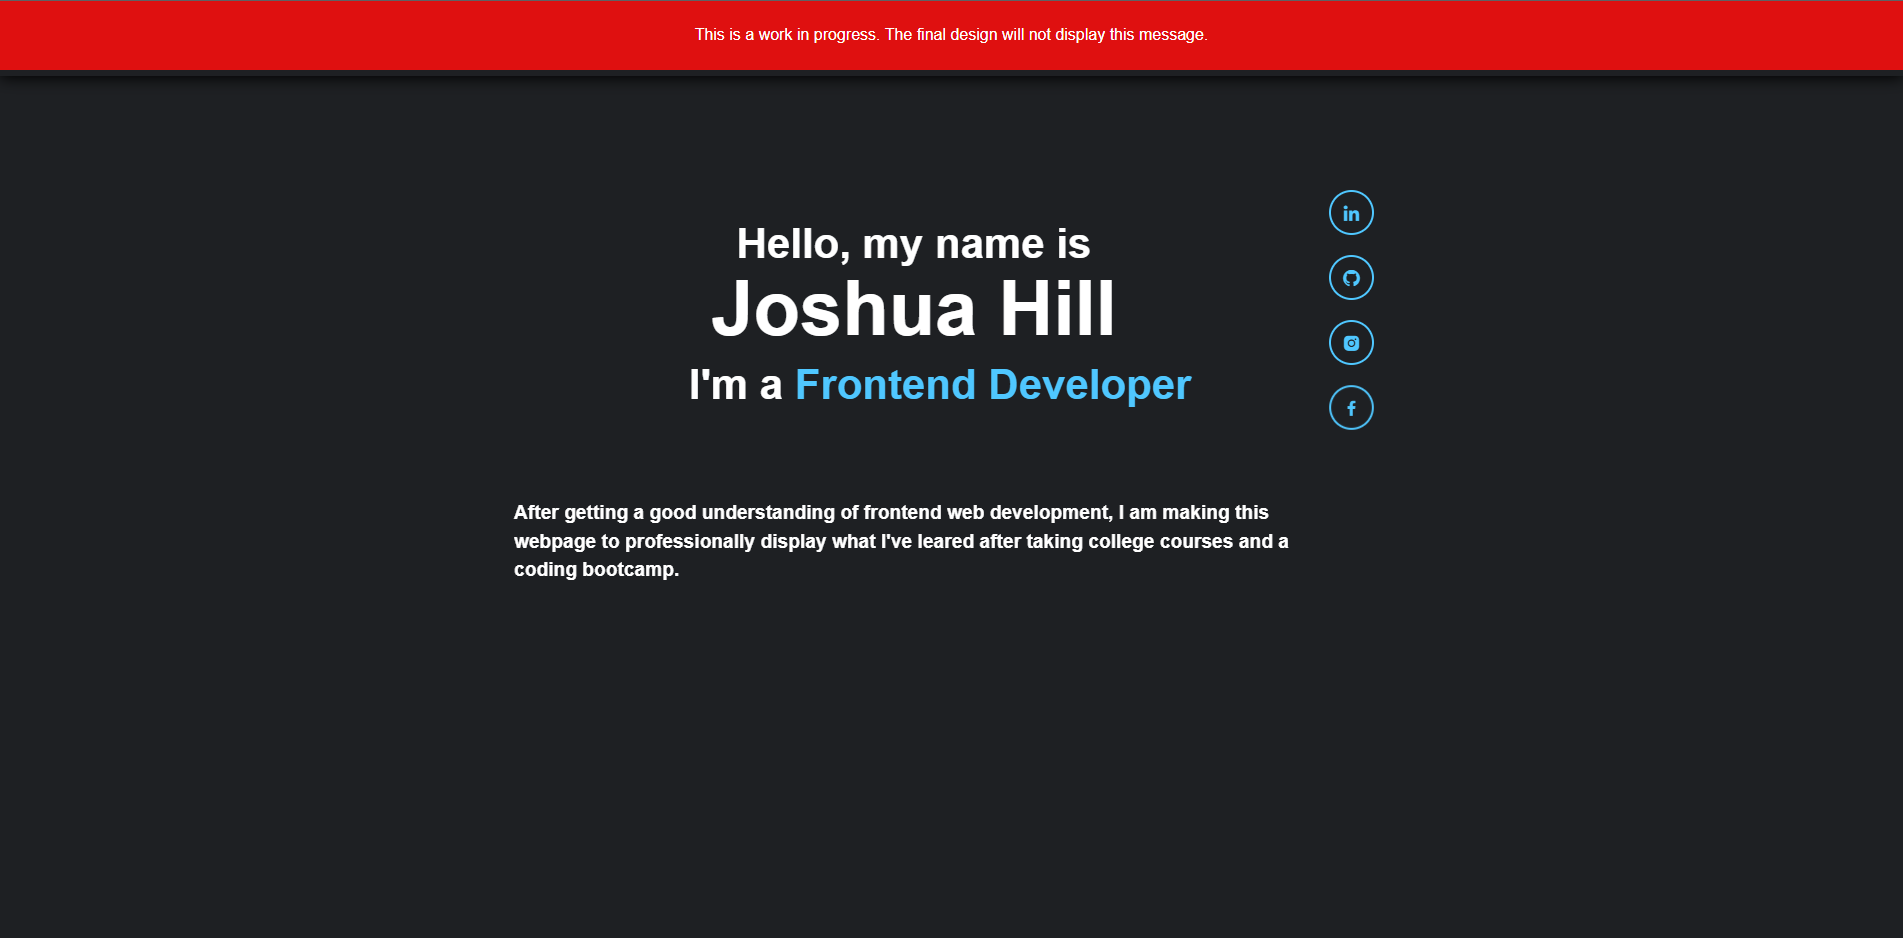 This is a work in progress. The final design will not display this message.
Hello, my name is
Joshua Hill
I'm a Frontend Developer
After getting a good understanding of frontend web development, I am making this
webpage to professionally display what I've leared after taking college courses and a
coding bootcamp.